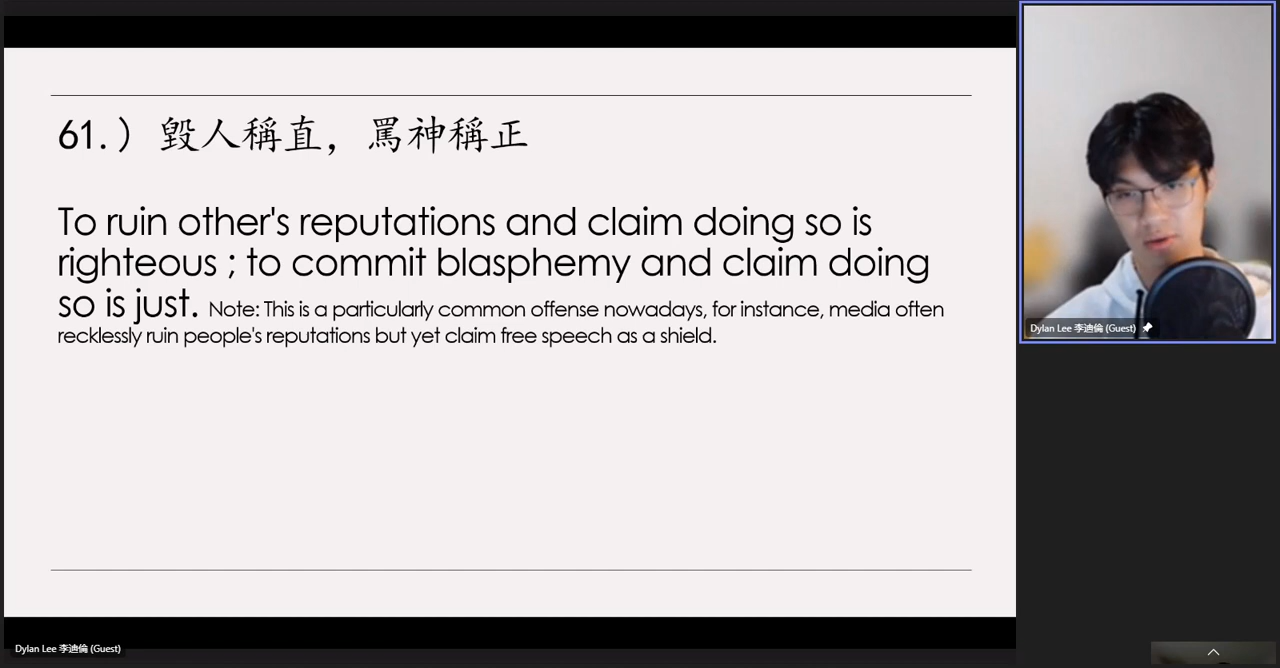 61.）毀人稱直，罵神稱正
To ruin other's reputations and claim doing so is
righteous ; to commit blasphemy and claim doing
so is just. Note: This is a particularly common offense nowadays, for instance, media often
recklessly ruin people's reputations but yet claim free speech as a shield.
Dylan Lee 李迪倫 (Guest)
Dylan Lee 李迪倫 (Guest)